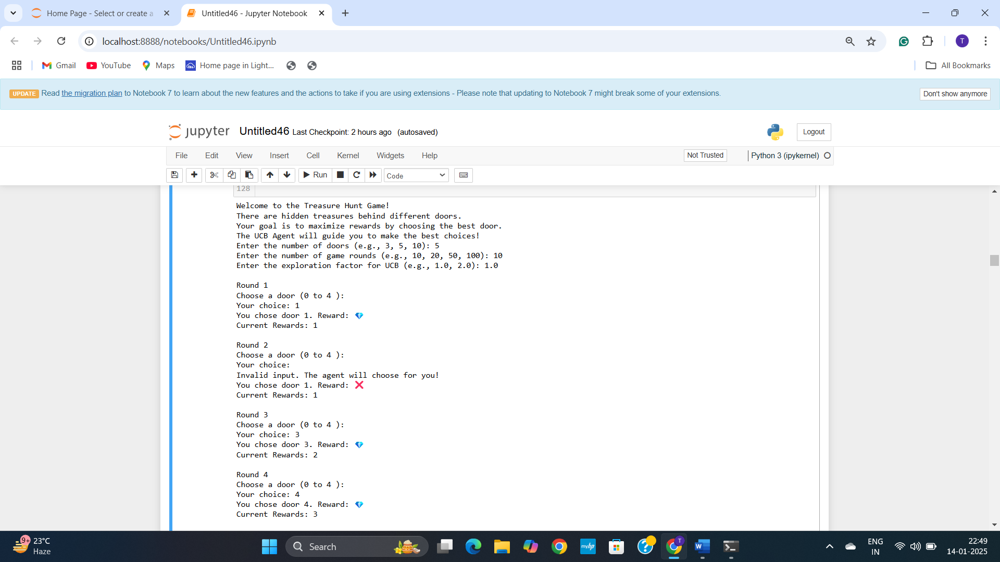 Home Page - Select or create a
Untitled46 - Jupyter Notebook
localhost:8888/notebooks/Untitled46.ipynb
T
Gmail
YouTube
Maps
Home page in Light...
All Bookmarks
UPDATE Read the migration plan to Notebook 7 to learn about the new features and the actions to take if you are using extensions - Please note that updating to Notebook 7 might break some of your extensions.
Don't show anymore
jupyter Untitled46 Last Checkpoint: 2 hours ago (autosaved)
Logout
File Edit View Insert Cell Kernel Widgets Help
Not Trusted
Python 3 (ipykernel)
Run
Code
128
Welcome to the Treasure Hunt Game!
There are hidden treasures behind different doors.
Your goal is to maximize rewards by choosing the best door.
The UCB Agent will guide you to make the best choices!
Enter the number of doors (e.g., 3, 5, 10): 5
Enter the number of game rounds (e.g., 10, 20, 50, 100): 10
Enter the exploration factor for UCB (e.g., 1.0, 2.0): 1.0
Round 1
Choose a door (0 to 4 ):
Your choice: 1
You chose door 1. Reward: 💎
Current Rewards: 1
Round 2
Choose a door (0 to 4 ):
Your choice:
Invalid input. The agent will choose for you!
You chose door 1. Reward: ❌
Current Rewards: 1
Round 3
Choose a door (0 to 4 ):
Your choice: 3
You chose door 3. Reward: 💎
Current Rewards: 2
Round 4
Choose a door (0 to 4 ):
Your choice: 4
You chose door 4. Reward: 💎
Current Rewards: 3
9+
23°C
Haze
Search
myhp
T
W
ENG
IN
22:49
14-01-2025